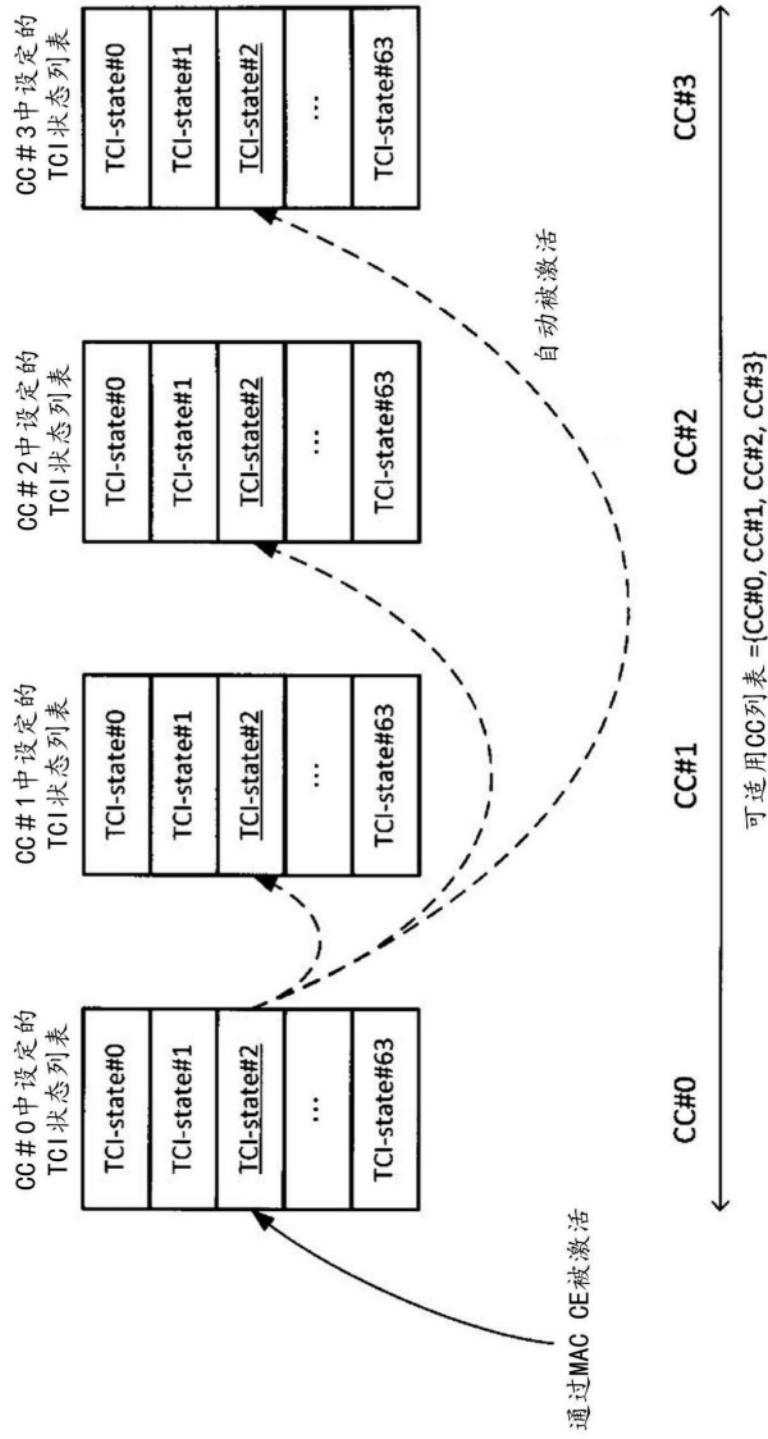 CC#0中设定的
TCI状态列表
TCI-state#0
TCI-state#1
TCI-state#2
...
TCI-state#63
CC#1中设定的
TCI状态列表
TCI-state#0
TCI-state#1
TCI-state#2
...
TCI-state#63
CC#2中设定的
TCI状态列表
TCI-state#0
TCI-state#1
TCI-state#2
...
TCI-state#63
CC#3中设定的
TCI状态列表
TCI-state#0
TCI-state#1
TCI-state#2
...
TCI-state#63
通过MAC CE被激活
自动被激活
CC#0
CC#1
CC#2
CC#3
可适用CC列表 ={CC#0, CC#1, CC#2, CC#3}